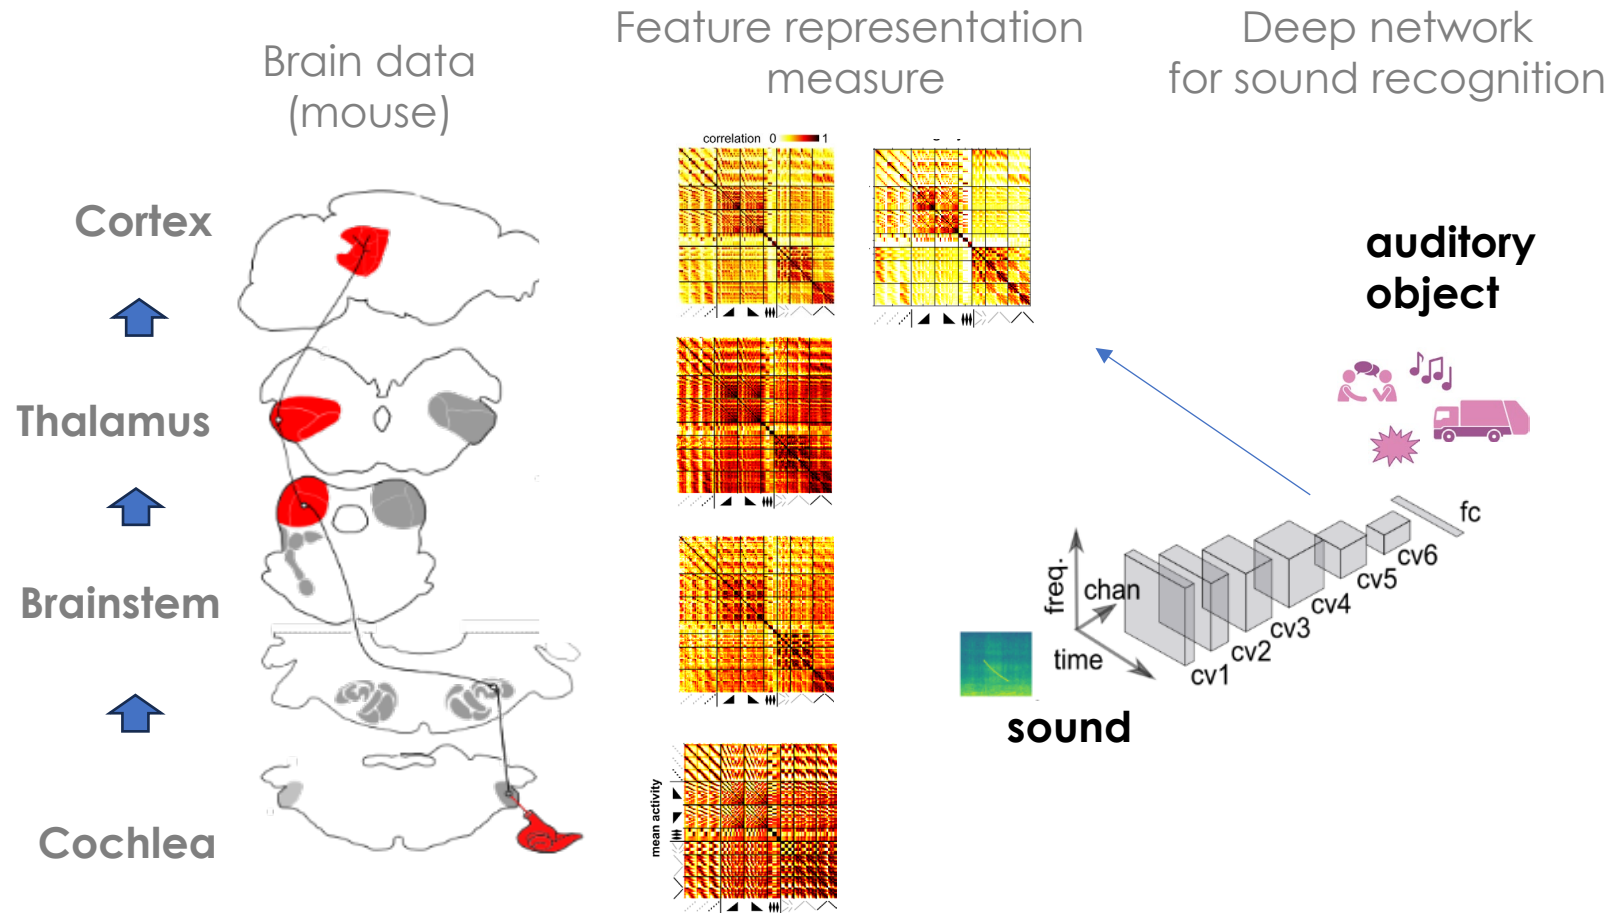 Brain data
(mouse)
Feature representation
measure
Deep network
for sound recognition
correlation 0 1
Cortex
Thalamus
Brainstem
Cochlea
mean activity
auditory
object
freq.
chan
time
cv1
cv2
cv3
cv4
cv5
cv6
fc
sound